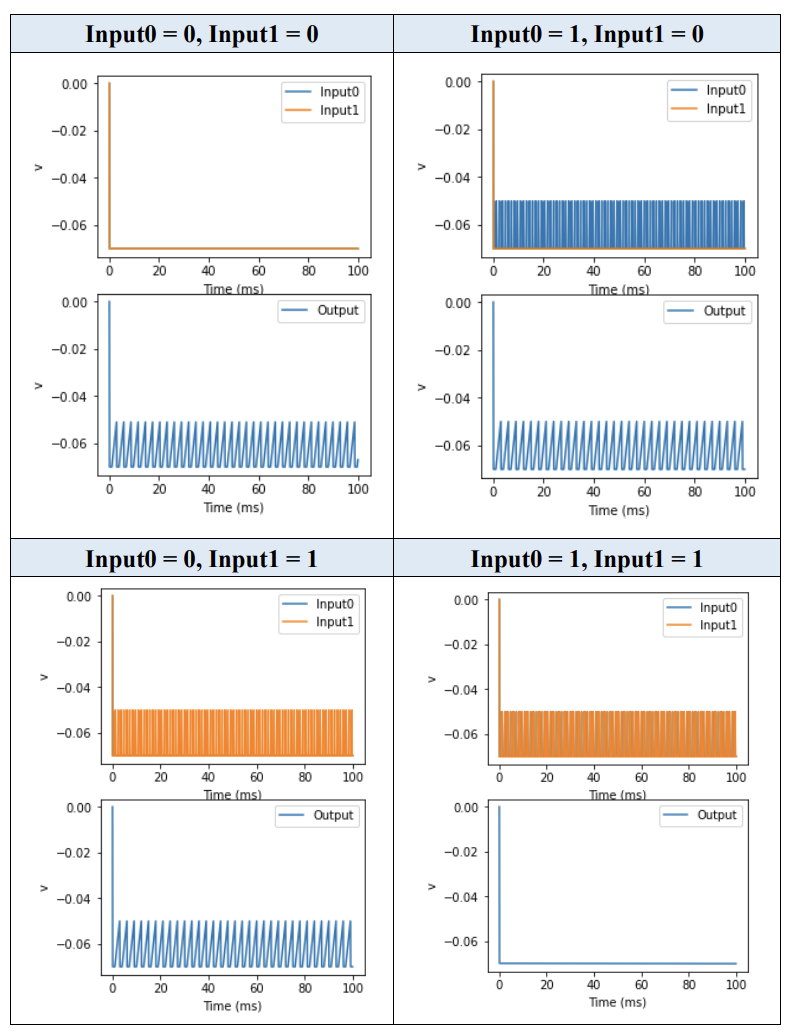 Input0 = 0, Input1 = 0
Input0 = 1, Input1 = 0
0.00
−0.02
−0.04
−0.06
v
Input0
Input1
0 20 40 60 80 100
Time (ms)
0.00
−0.02
−0.04
−0.06
v
Output
0 20 40 60 80 100
Time (ms)
0.00
−0.02
−0.04
−0.06
v
Input0
Input1
0 20 40 60 80 100
Time (ms)
0.00
−0.02
−0.04
−0.06
v
Output
0 20 40 60 80 100
Time (ms)
Input0 = 0, Input1 = 1
Input0 = 1, Input1 = 1
0.00
−0.02
−0.04
−0.06
v
Input0
Input1
0 20 40 60 80 100
Time (ms)
0.00
−0.02
−0.04
−0.06
v
Output
0 20 40 60 80 100
Time (ms)
0.00
−0.02
−0.04
−0.06
v
Input0
Input1
0 20 40 60 80 100
Time (ms)
0.00
−0.02
−0.04
−0.06
v
Output
0 20 40 60 80 100
Time (ms)